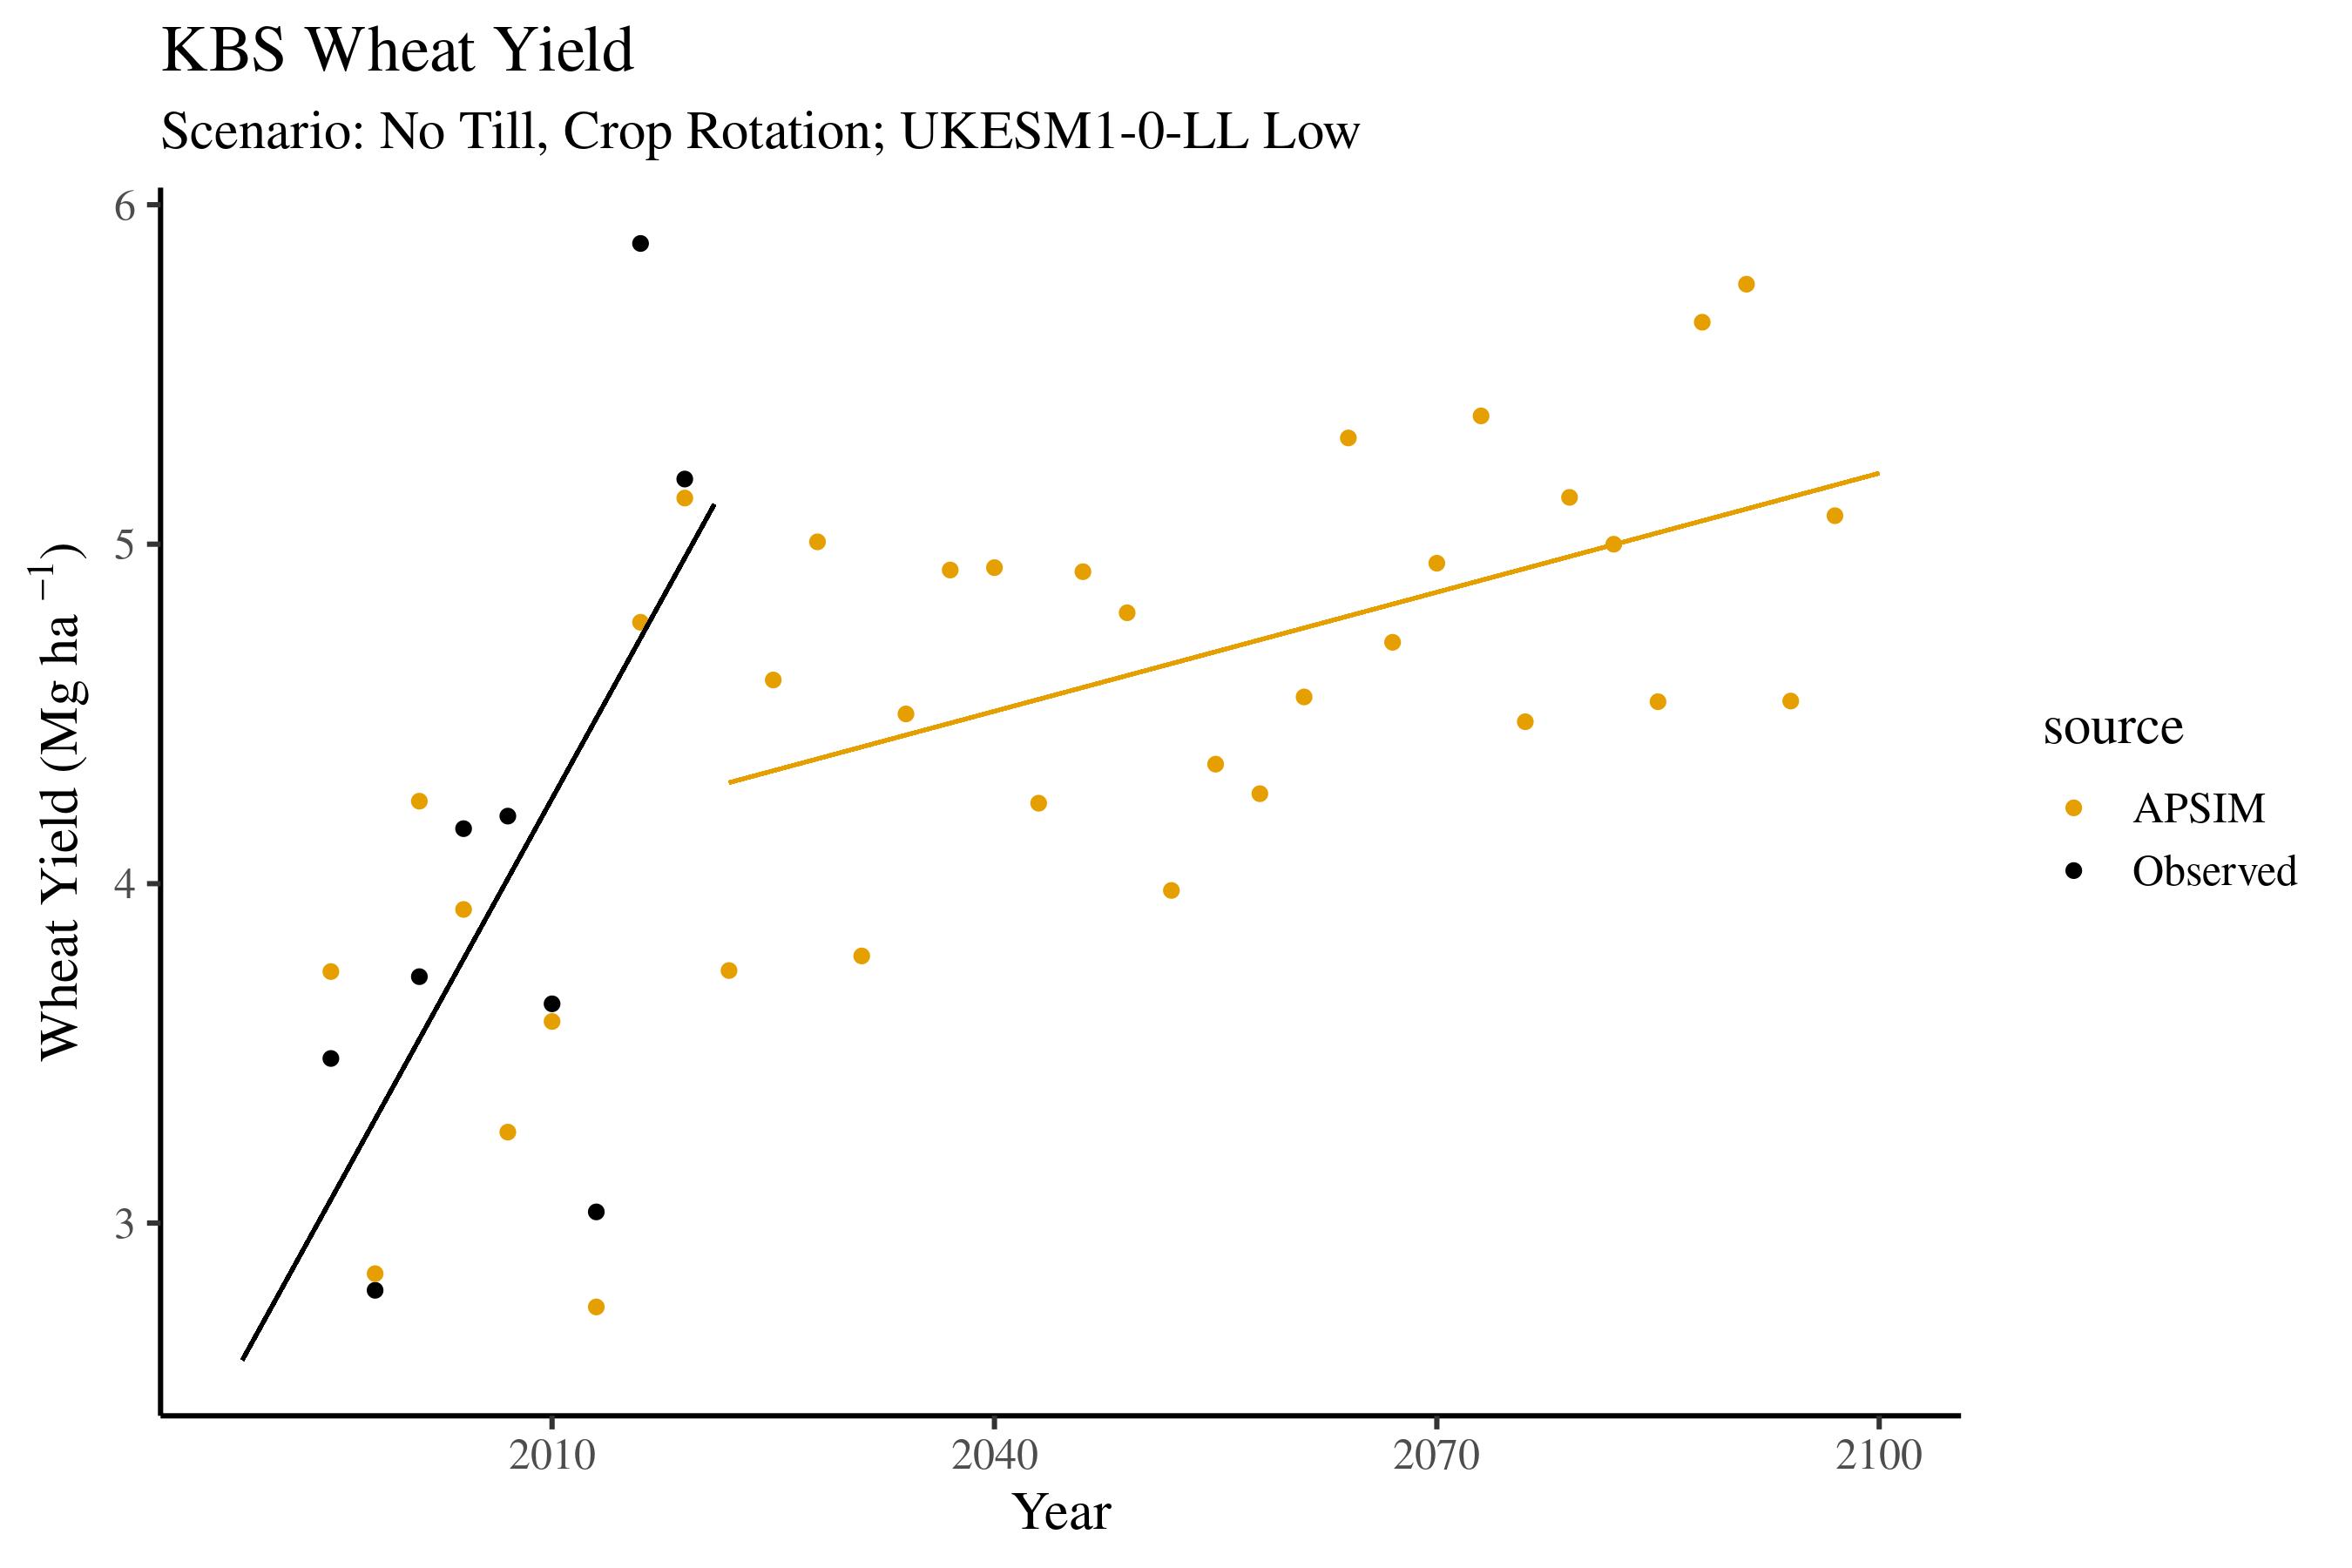 KBS Wheat Yield
Scenario: No Till, Crop Rotation; UKESM1-0-LL Low
6
5
4
3
Wheat Yield (Mg ha −1)
2010
2040
2070
2100
Year
source
APSIM
Observed